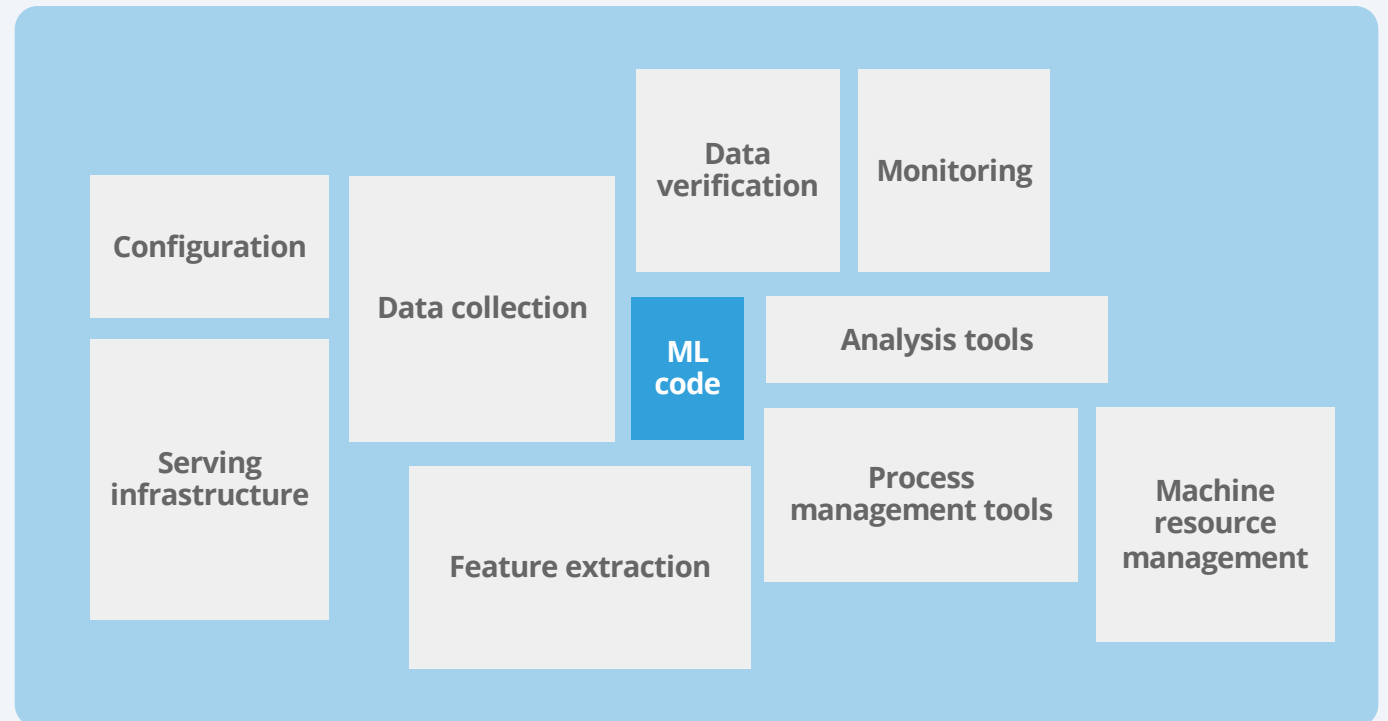 Data
verification
Monitoring
Configuration
Data collection
ML
code
Analysis tools
Serving
infrastructure
Process
management tools
Machine
resource
management
Feature extraction